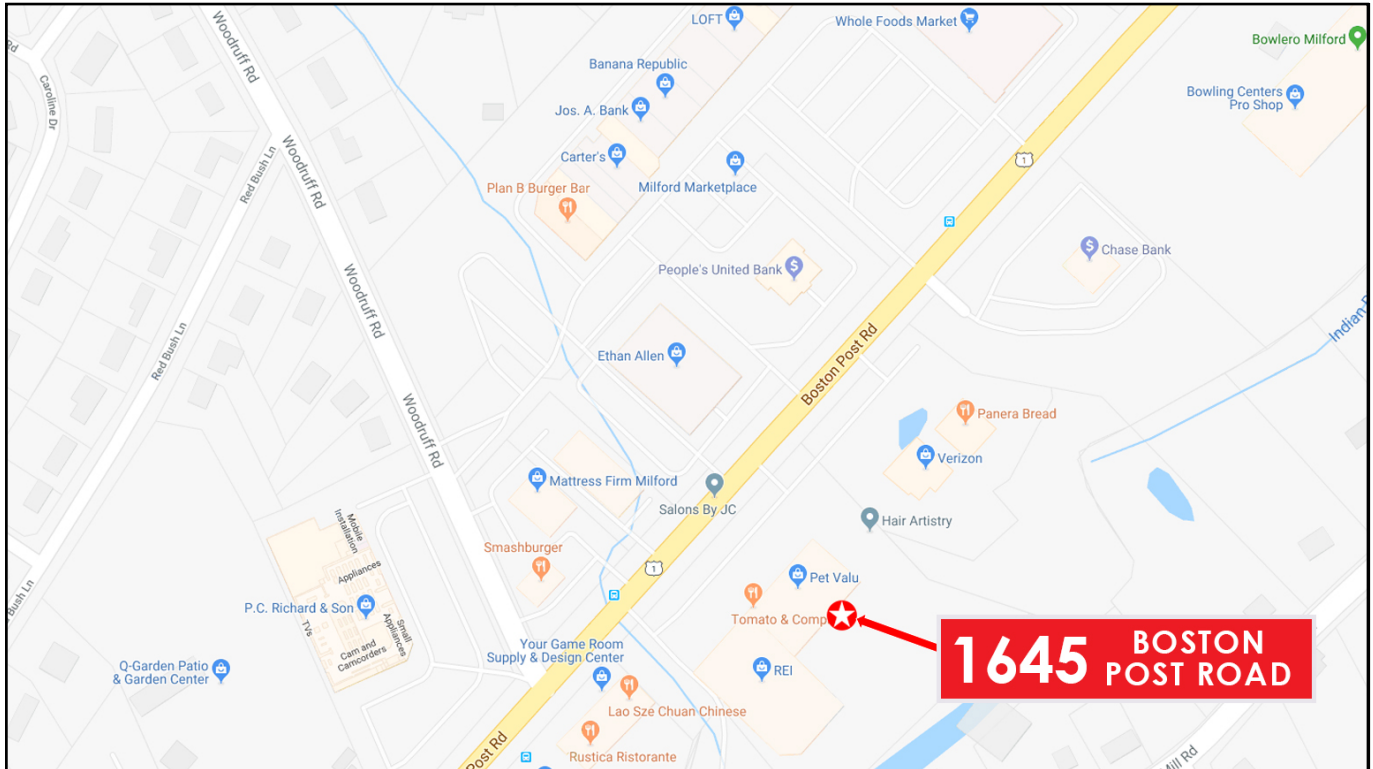 LOFT
Whole Foods Market
Bowlero Milford
Woodruff Rd
Rd
Banana Republic
Caroline Dr
Bowling Centers
Pro Shop
Jos. A. Bank
Carter's
Red Bush Ln
Woodruff Rd
1
Plan B Burger Bar
Milford Marketplace
Chase Bank
People's United Bank
Woodruff Rd
Indian
Red Bush Ln
Ethan Allen
Boston Post Rd
Panera Bread
Woodruff Rd
Verizon
Mattress Firm Milford
Salons By JC
Hair Artistry
Mobile
Installation
Smashburger
1
Appliances
Pet Valu
Bush Ln
P.C. Richard & Son
Tomato & Comp
TVs
Small
Appliances
Your Game Room
Supply & Design Center
1645 BOSTON
POST ROAD
Cam and
Camcorders
Q-Garden Patio
& Garden Center
REI
Lao Sze Chuan Chinese
Post Rd
Rustica Ristorante
Mill Rd